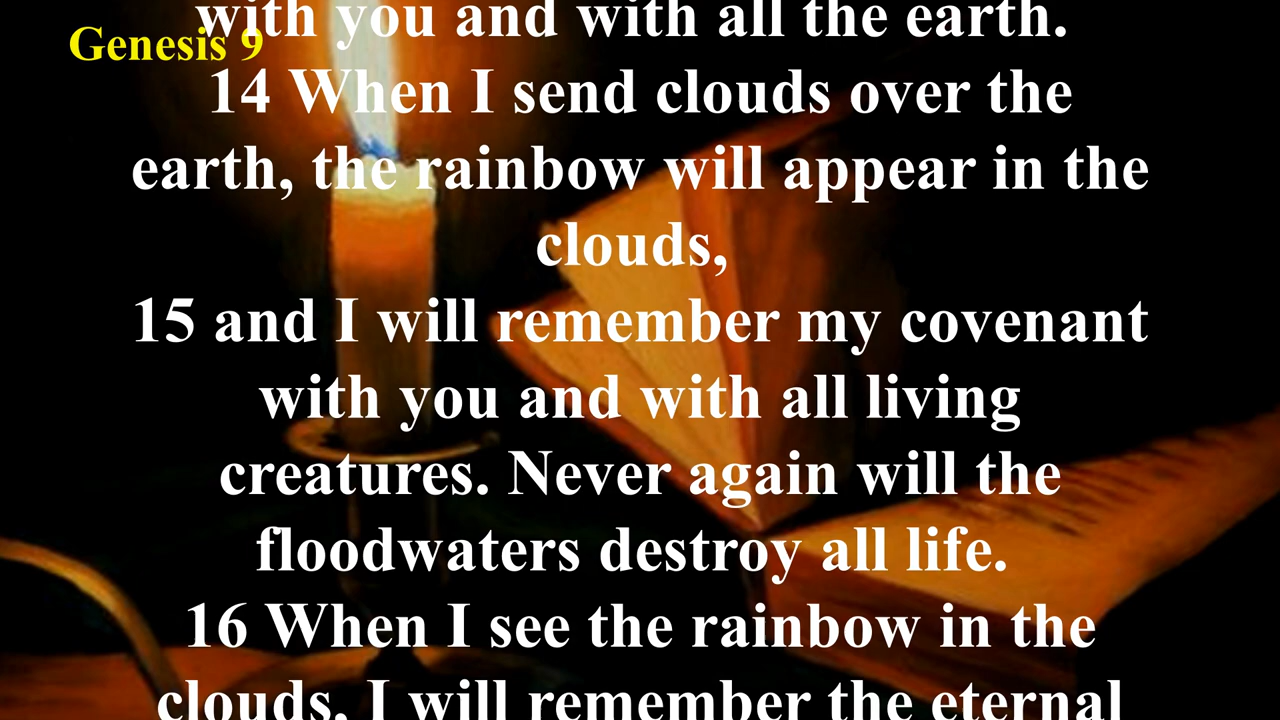 with you and with all the earth.
Genesis 9
14 When I send clouds over the
earth, the rainbow will appear in the
clouds,
15 and I will remember my covenant
with you and with all living
creatures. Never again will the
floodwaters destroy all life.
16 When I see the rainbow in the
clouds, I will remember the eternal